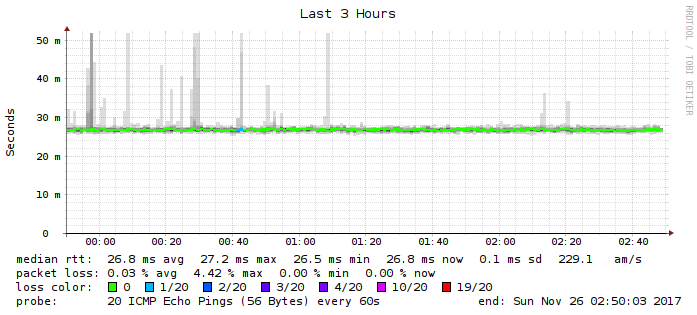 Last 3 Hours
RRDTOOL / TOBI OETIKER
Seconds
50 m
40 m
30 m
20 m
10 m
0
00:00 00:20 00:40 01:00 01:20 01:40 02:00 02:20 02:40
median rtt: 26.8 ms avg 27.2 ms max 26.5 ms min 26.8 ms now 0.1 ms sd 229.1 am/s
packet loss: 0.03 % avg 4.42 % max 0.00 % min 0.00 % now
loss color: 0 1/20 2/20 3/20 4/20 10/20 19/20
probe: 20 ICMP Echo Pings (56 Bytes) every 60s end: Sun Nov 26 02:50:03 2017